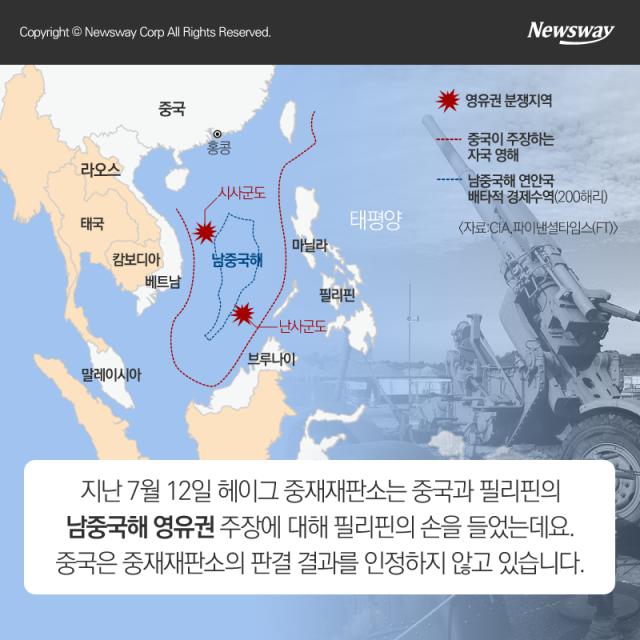 Copyright © Newsway Corp All Rights Reserved.
Newsway
영유권 분쟁지역
중국이 주장하는
자국 영해
남중국해 연안국
배타적 경제수역(200해리)
〈자료:CIA, 파이낸셜타임스(FT)〉
중국
홍콩
라오스
시사군도
태국
태평양
마닐라
캄보디아
남중국해
베트남
필리핀
난사군도
브루나이
말레이시아
지난 7월 12일 헤이그 중재재판소는 중국과 필리핀의
남중국해 영유권 주장에 대해 필리핀의 손을 들었는데요.
중국은 중재재판소의 판결 결과를 인정하지 않고 있습니다.